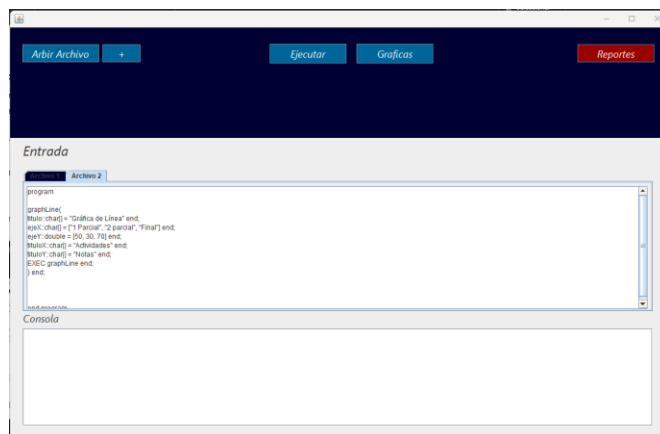 Arbir Archivo + Ejecutar Graficas Reportes
Entrada
Archivo 1 Archivo 2
program
graphLine(
titulo::char[] = "Gráfica de Línea" end;
ejeX::char[] = ["1 Parcial", "2 parcial", "Final"] end;
ejeY::double = [50, 30, 70] end;
tituloX::char[] = "Actividades" end;
tituloY::char[] = "Notas" end;
EXEC graphLine end;
) end;
end program
Consola